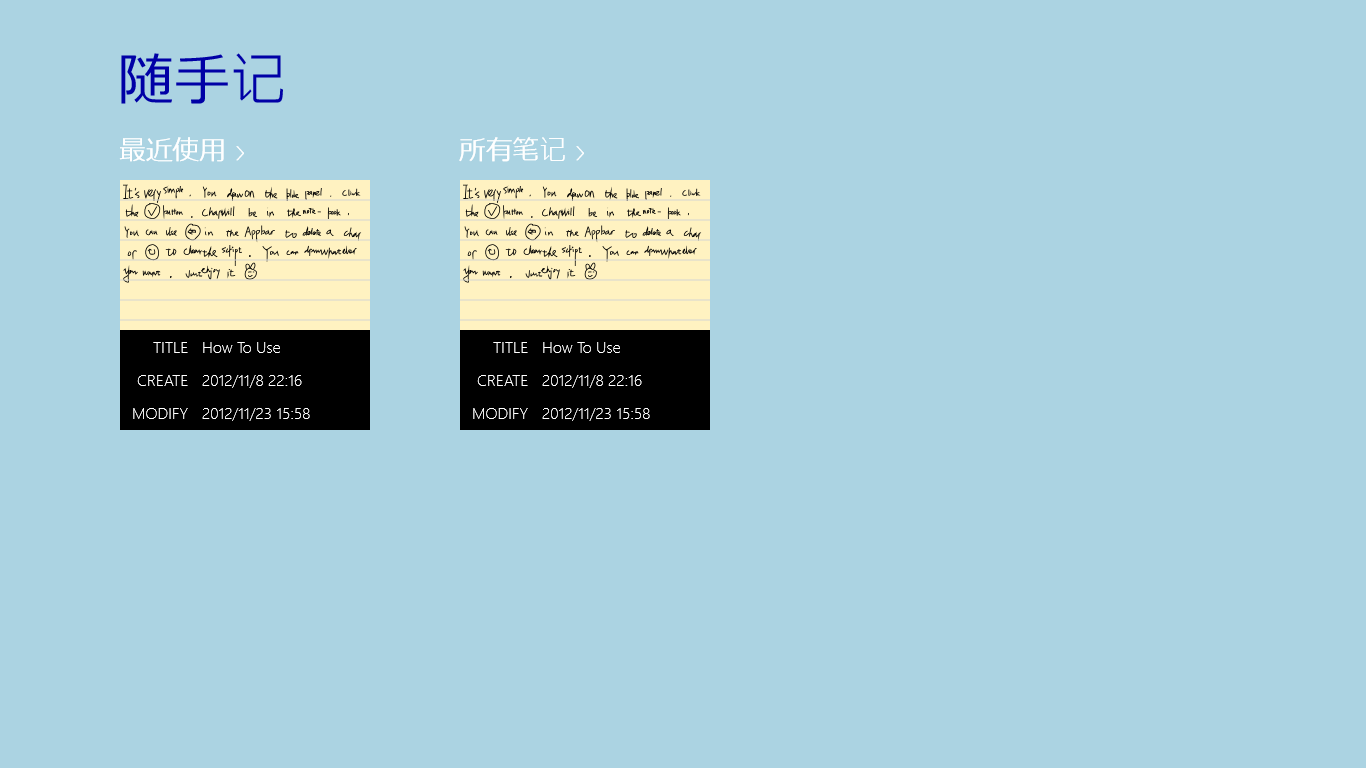 随手记
最近使用
It's very simple. You draw on the blue panel. Click
the button. Char will be in the note-book.
You can use in the Appbar to delete a char
or to clear the script. You can draw whatever
you want. Just enjoy it
TITLE How To Use
CREATE 2012/11/8 22:16
MODIFY 2012/11/23 15:58
所有笔记
It's very simple. You draw on the blue panel. Click
the button. Char will be in the note-book.
You can use in the Appbar to delete a char
or to clear the script. You can draw whatever
you want. Just enjoy it
TITLE How To Use
CREATE 2012/11/8 22:16
MODIFY 2012/11/23 15:58